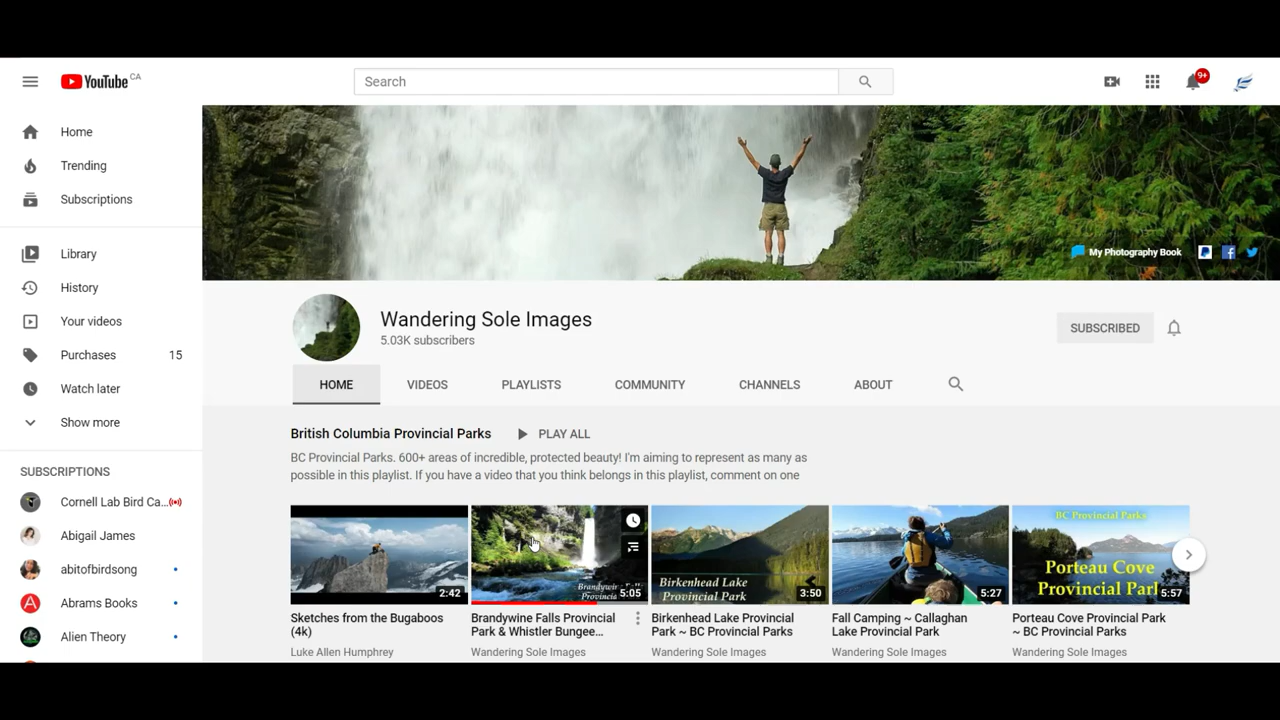 YouTube CA
Search
9+
Home
Trending
Subscriptions
Library
History
Your videos
Purchases 15
Watch later
Show more
SUBSCRIPTIONS
Cornell Lab Bird Ca...
Abigail James
abitofbirdsong
Abrams Books
Alien Theory
My Photography Book
Wandering Sole Images
5.03K subscribers
SUBSCRIBED
HOME VIDEOS PLAYLISTS COMMUNITY CHANNELS ABOUT
British Columbia Provincial Parks PLAY ALL
BC Provincial Parks. 600+ areas of incredible, protected beauty! I'm aiming to represent as many as
possible in this playlist. If you have a video that you think belongs in this playlist, comment on one
2:42
Sketches from the Bugaboos
(4k)
Luke Allen Humphrey
5:05
Brandywine Falls Provincial
Park & Whistler Bungee...
Wandering Sole Images
Birkenhead Lake
Provincial Park
3:50
Birkenhead Lake Provincial
Park ~ BC Provincial Parks
Wandering Sole Images
5:27
Fall Camping ~ Callaghan
Lake Provincial Park
Wandering Sole Images
BC Provincial Parks
Porteau Cove
Provincial Park
5:57
Porteau Cove Provincial Park
~ BC Provincial Parks
Wandering Sole Images